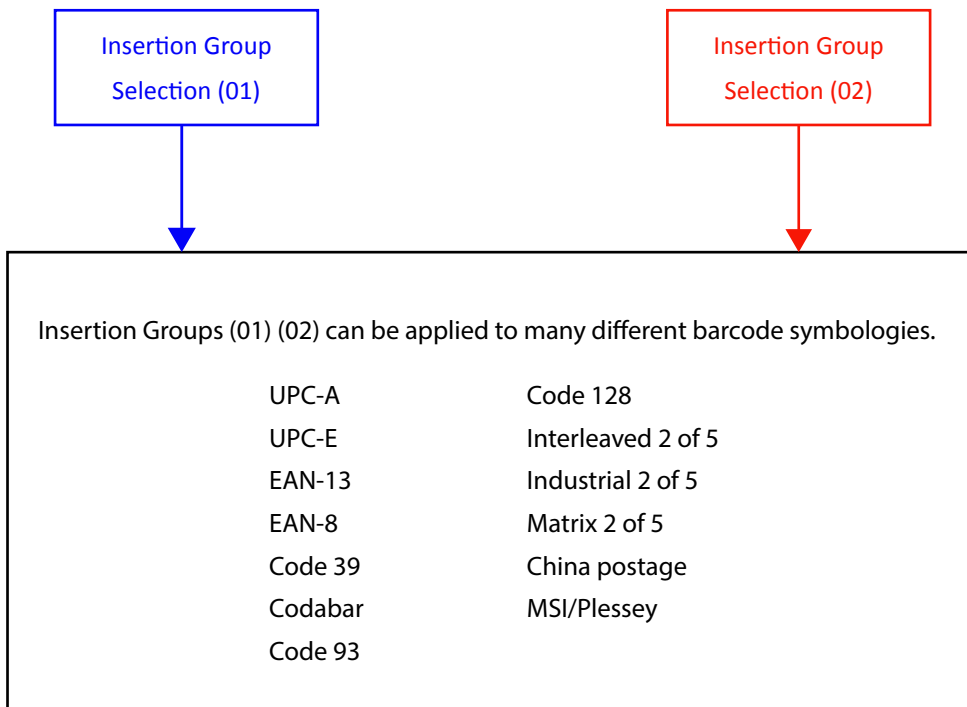 Insertion Group
Selection (01)
Insertion Group
Selection (02)
Insertion Groups (01) (02) can be applied to many different barcode symbologies.
UPC-A
UPC-E
EAN-13
EAN-8
Code 39
Codabar
Code 93
Code 128
Interleaved 2 of 5
Industrial 2 of 5
Matrix 2 of 5
China postage
MSI/Plessey